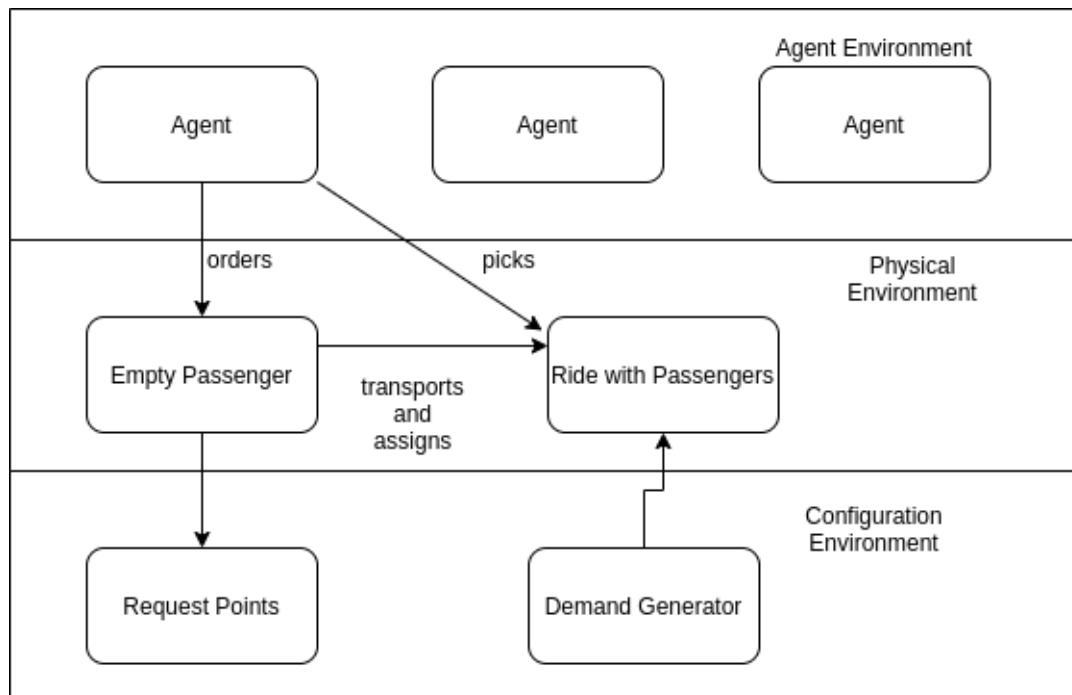 Agent Environment
Agent
Agent
Agent
orders
picks
Physical
Environment
Empty Passenger
Ride with Passengers
transports
and
assigns
Configuration
Environment
Request Points
Demand Generator